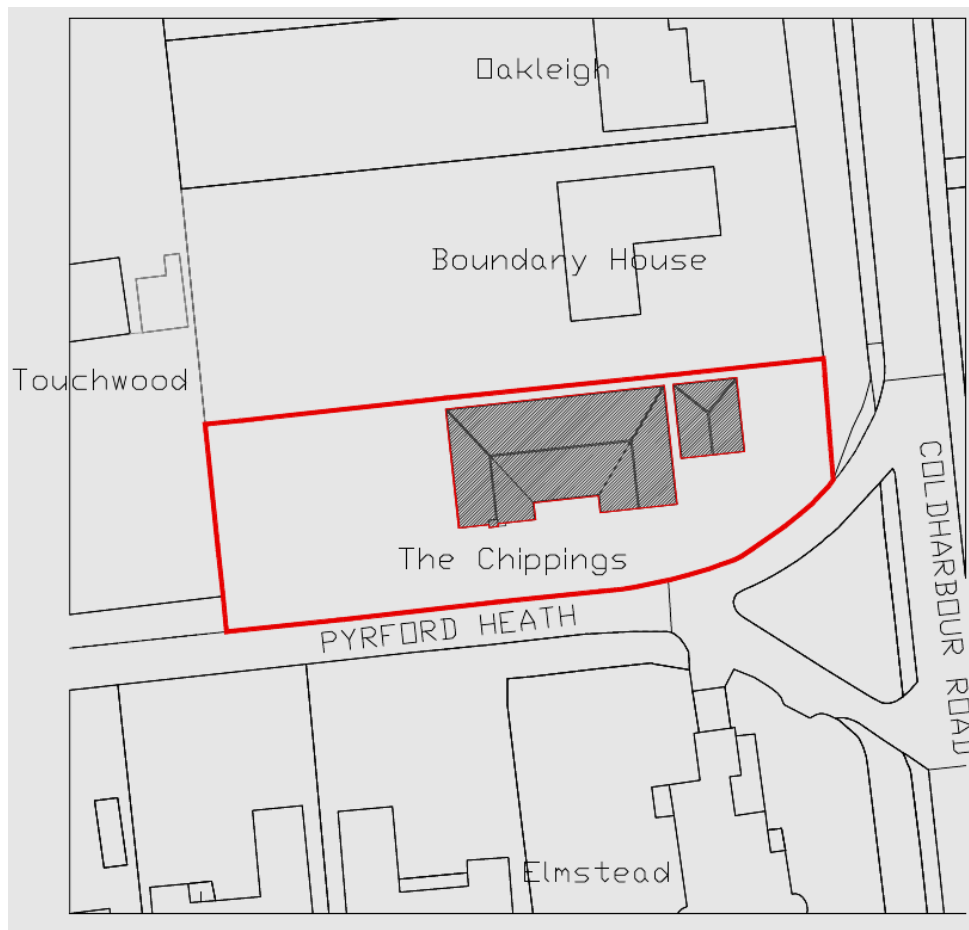 Oakleigh
Boundary House
Touchwood
COLDHARBOUR ROAD
The Chippings
PYRFORD HEATH
Elmstead